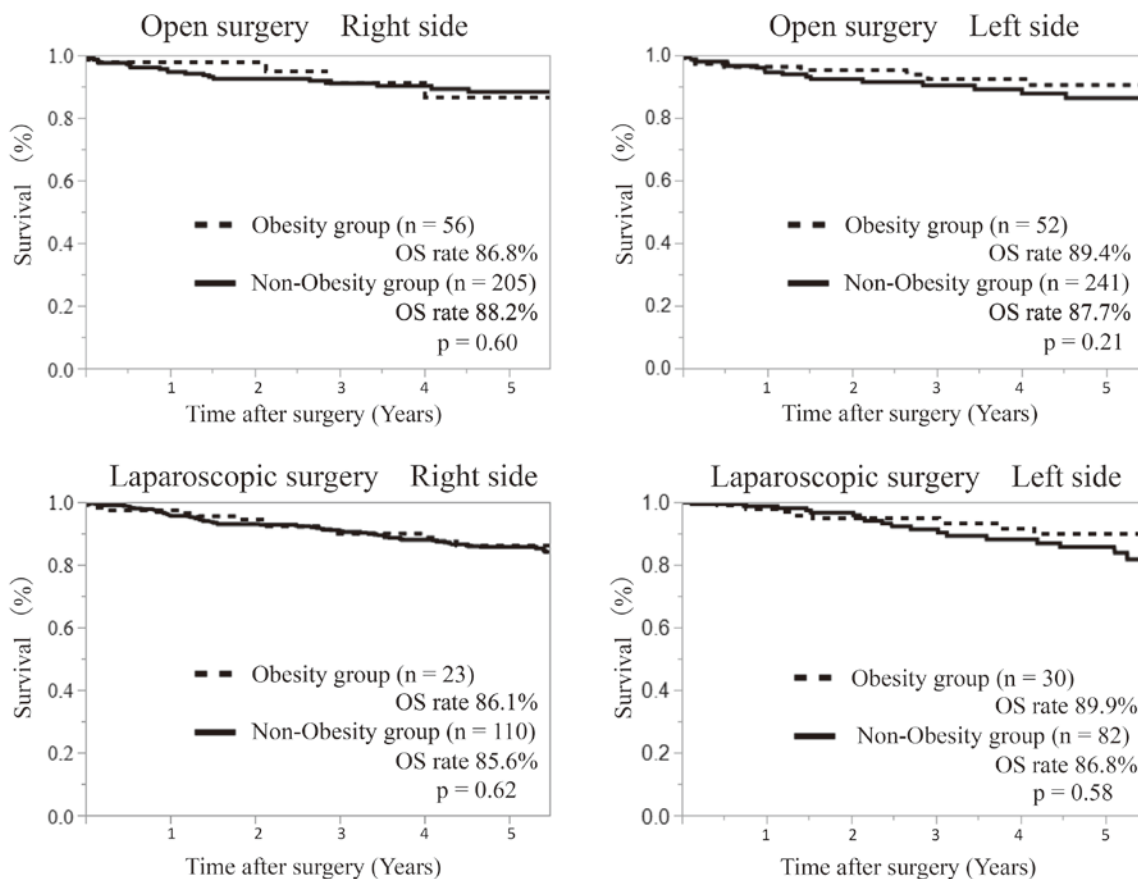 Open surgery Right side
1.0
0.8
0.6
0.4
0.2
0.0
Survival (%)
Obesity group (n = 56)
OS rate 86.8%
Non-Obesity group (n = 205)
OS rate 88.2%
p = 0.60
1 2 3 4 5
Time after surgery (Years)
Open surgery Left side
1.0
0.8
0.6
0.4
0.2
0.0
Survival (%)
Obesity group (n = 52)
OS rate 89.4%
Non-Obesity group (n = 241)
OS rate 87.7%
p = 0.21
1 2 3 4 5
Time after surgery (Years)
Laparoscopic surgery Right side
1.0
0.8
0.6
0.4
0.2
0.0
Survival (%)
Obesity group (n = 23)
OS rate 86.1%
Non-Obesity group (n = 110)
OS rate 85.6%
p = 0.62
1 2 3 4 5
Time after surgery (Years)
Laparoscopic surgery Left side
1.0
0.8
0.6
0.4
0.2
0.0
Survival (%)
Obesity group (n = 30)
OS rate 89.9%
Non-Obesity group (n = 82)
OS rate 86.8%
p = 0.58
1 2 3 4 5
Time after surgery (Years)